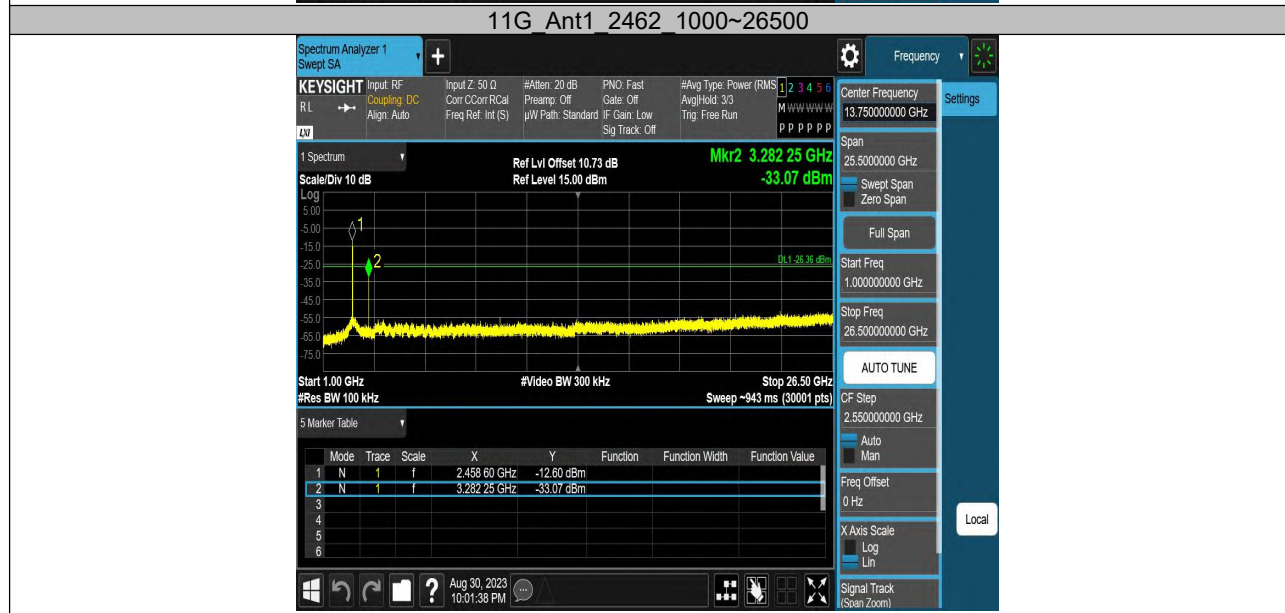 11G_Ant1_2462_1000~26500
Spectrum Analyzer 1
Swept SA
+
Frequency
KEYSIGHT Input: RF Input Z: 50 Ω #Atten: 20 dB PNO: Fast #Avg Type: Power (RMS 1 2 3 4 5 6
RL Coupling: DC Corr CCorr RCal Preamp: Off Gate: Off Avg|Hold: 3/3 M W W W W W
Align: Auto Freq Ref: Int (S) µW Path: Standard IF Gain: Low Trig: Free Run
LXI Sig Track: Off P P P P P P
Settings
Center Frequency
13.750000000 GHz
Span
25.5000000 GHz
Swept Span
Zero Span
Full Span
Start Freq
1.000000000 GHz
Stop Freq
26.500000000 GHz
AUTO TUNE
CF Step
2.550000000 GHz
Auto
Man
Freq Offset
0 Hz
X Axis Scale
Log
Lin
Signal Track
(Span Zoom)
Local
1 Spectrum Ref Lvl Offset 10.73 dB Mkr2 3.282 25 GHz
Scale/Div 10 dB Ref Level 15.00 dBm -33.07 dBm
Log
5.00
-5.00
1
-15.0
-25.0
2
DL1 -26.36 dBm
-35.0
-45.0
-55.0
-65.0
-75.0
Start 1.00 GHz #Video BW 300 kHz Stop 26.50 GHz
#Res BW 100 kHz Sweep ~943 ms (30001 pts)
5 Marker Table
Mode Trace Scale X Y Function Function Width Function Value
1 N 1 f 2.458 60 GHz -12.60 dBm
2 N 1 f 3.282 25 GHz -33.07 dBm
3
4
5
6
? Aug 30, 2023
10:01:38 PM